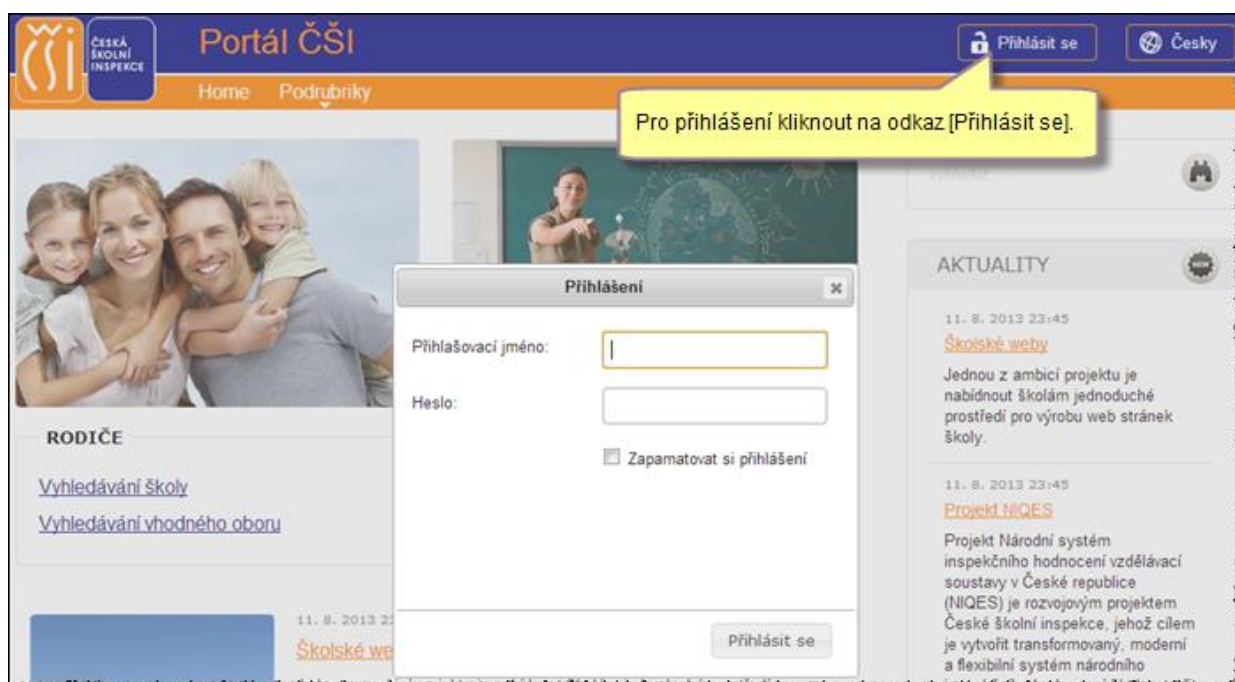 ČESKÁ
ŠKOLNÍ
INSPEKCE
Portál ČŠI
Přihlásit se
Česky
Home Podrubriky
Pro přihlášení kliknout na odkaz [Přihlásit se].
AKTUALITY
11. 8. 2013 23:45
Školské weby
Jednou z ambicí projektu je
nabídnout školám jednoduché
prostředí pro výrobu web stránek
školy.
11. 8. 2013 23:45
Projekt NIQES
Projekt Národní systém
inspekčního hodnocení vzdělávací
soustavy v České republice
(NIQES) je rozvojovým projektem
České školní inspekce, jehož cílem
je vytvořit transformovaný, moderní
a flexibilní systém národního
Přihlášení
Přihlašovací jméno:
Heslo:
Zapamatovat si přihlášení
Přihlásit se
RODIČE
Vyhledávání školy
Vyhledávání vhodného oboru
11. 8. 2013
Školské